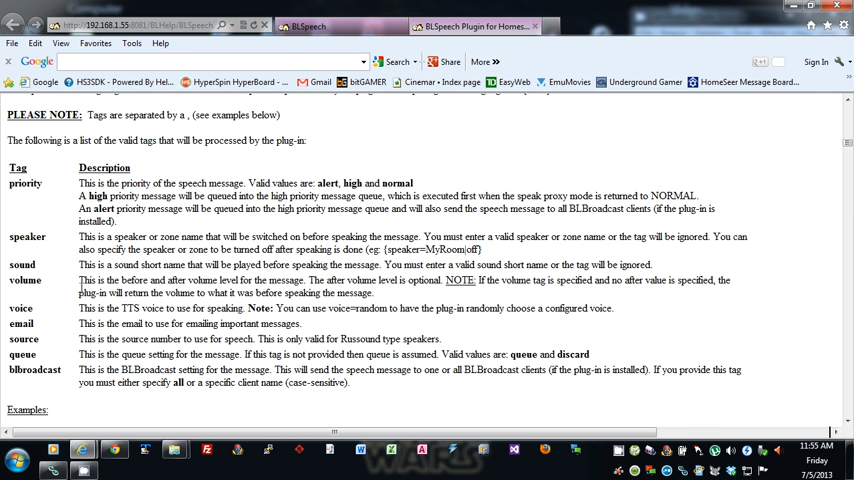 http://192.168.1.55:8081/BLHelp/BLSpeech
BLSpeech
BLSpeech Plugin for Homes...
File Edit View Favorites Tools Help
Google Search Share More » Sign In
Google HS3SDK - Powered By Hel... HyperSpin HyperBoard - ... Gmail bitGAMER Cinemar • Index page EasyWeb EmuMovies Underground Gamer HomeSeer Message Boar...
PLEASE NOTE: Tags are separated by a , (see examples below)
The following is a list of the valid tags that will be processed by the plug-in:
Tag Description
priority This is the priority of the speech message. Valid values are: alert, high and normal
A high priority message will be queued into the high priority message queue, which is executed first when the speak proxy mode is returned to NORMAL.
An alert priority message will be queued into the high priority message queue and will also send the speech message to all BLBroadcast clients (if the plug-in is
installed).
speaker This is a speaker or zone name that will be switched on before speaking the message. You must enter a valid speaker or zone name or the tag will be ignored. You can
also specify the speaker or zone to be turned off after speaking is done (eg: {speaker=MyRoom|off}
sound This is a sound short name that will be played before speaking the message. You must enter a valid sound short name or the tag will be ignored.
volume This is the before and after volume level for the message. The after volume level is optional. NOTE: If the volume tag is specified and no after value is specified, the
plug-in will return the volume to what it was before speaking the message.
voice This is the TTS voice to use for speaking. Note: You can use voice=random to have the plug-in randomly choose a configured voice.
email This is the email to use for emailing important messages.
source This is the source number to use for speech. This is only valid for Russound type speakers.
queue This is the queue setting for the message. If this tag is not provided then queue is assumed. Valid values are: queue and discard
blbroadcast This is the BLBroadcast setting for the message. This will send the speech message to one or all BLBroadcast clients (if the plug-in is installed). If you provide this tag
you must either specify all or a specific client name (case-sensitive).
Examples:
WARS
11:55 AM
Friday
7/5/2013